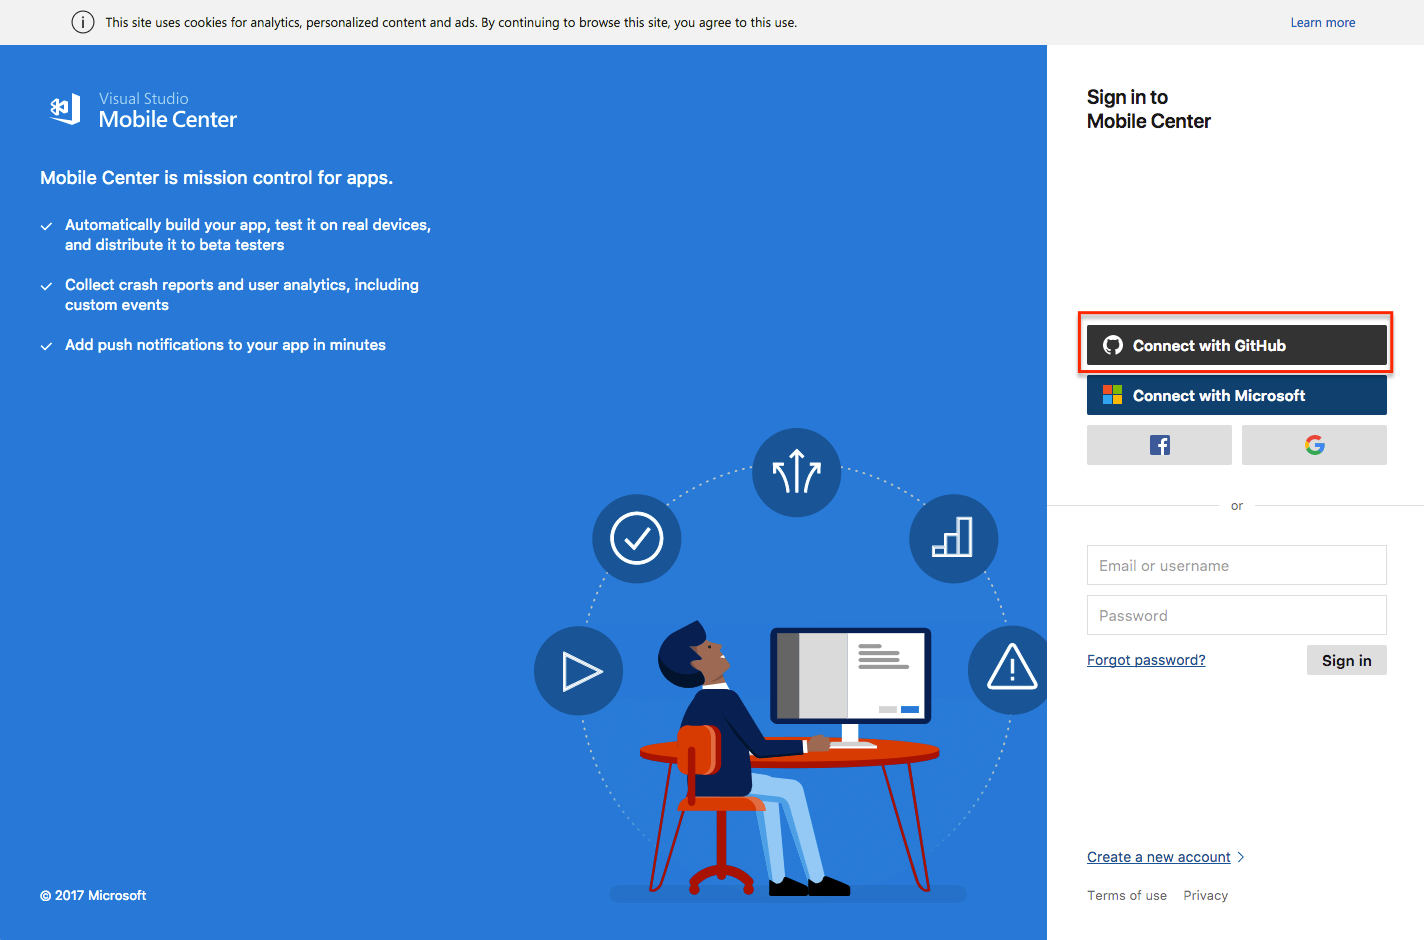 This site uses cookies for analytics, personalized content and ads. By continuing to browse this site, you agree to this use.
Learn more
Visual Studio
Mobile Center
Mobile Center is mission control for apps.
Automatically build your app, test it on real devices,
and distribute it to beta testers
Collect crash reports and user analytics, including
custom events
Add push notifications to your app in minutes
© 2017 Microsoft
Sign in to
Mobile Center
Connect with GitHub
Connect with Microsoft
or
Email or username
Password
Forgot password?
Sign in
Create a new account
Terms of use
Privacy